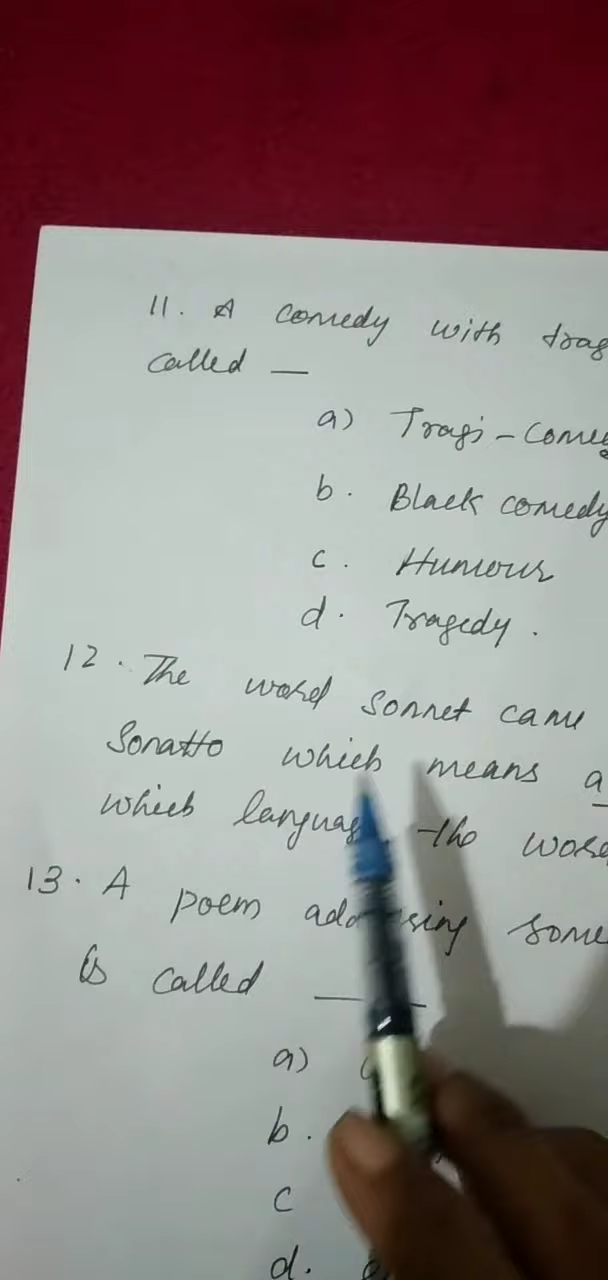 11. A comedy with trag
called —
a) Tragi-Come
b. Black comedy
c. Humour
d. Tragedy.
12. The word sonnet came
Sonatto which means a
which language the word
13. A poem some
is called ___
a)
b.
c
d.